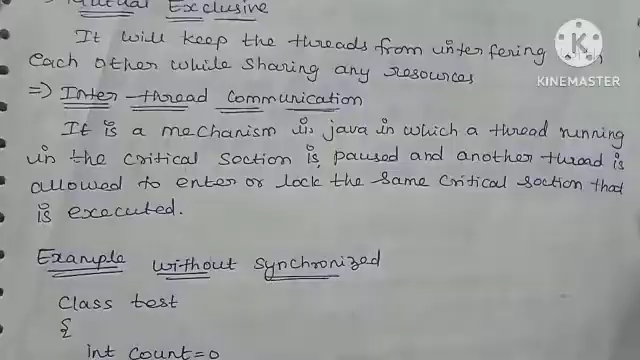 Mutual Exclusive
It will keep the threads from interfering
each other while sharing any resources
=> Inter-thread Communication
It is a mechanism in java in which a thread running
in the critical section is paused and another thread is
allowed to enter or lock the same critical section that
is executed.
Example without synchronized
Class test
{
int count=0
KINEMASTER